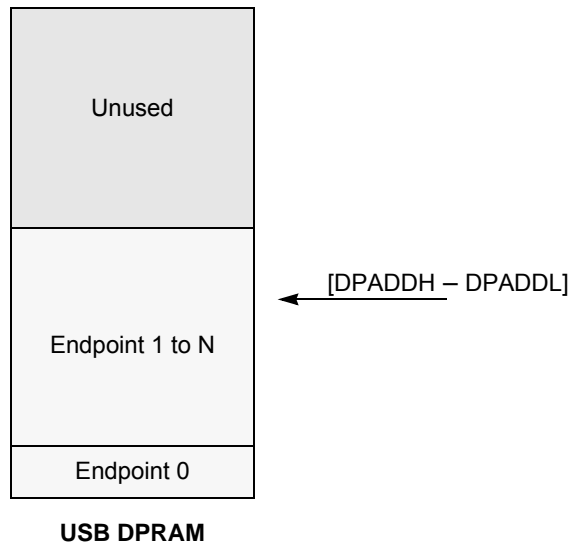 Unused
[DPADDH – DPADDL]
Endpoint 1 to N
Endpoint 0
USB DPRAM